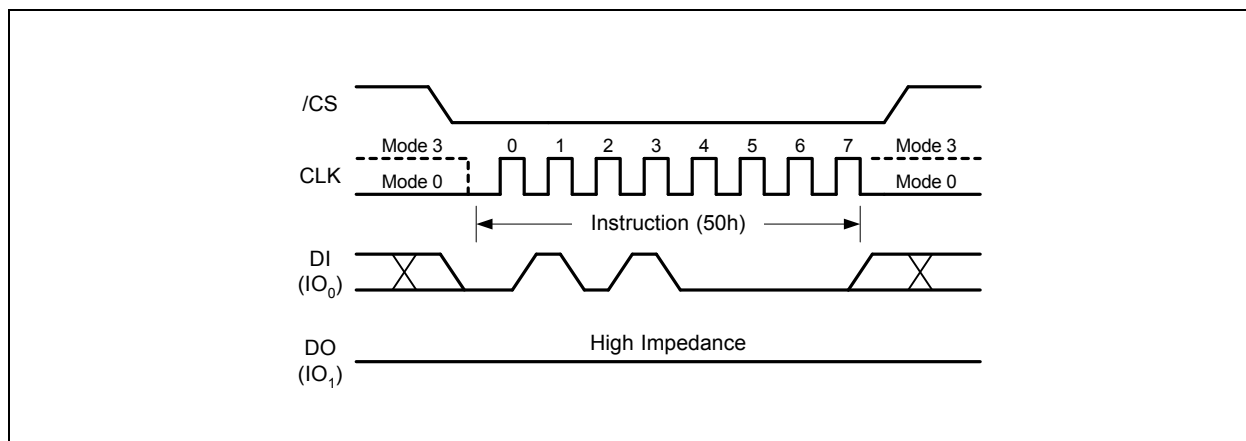 /CS
Mode 3 0 1 2 3 4 5 6 7 Mode 3
CLK
Mode 0 Mode 0
Instruction (50h)
DI
(IO₀)
High Impedance
DO
(IO₁)